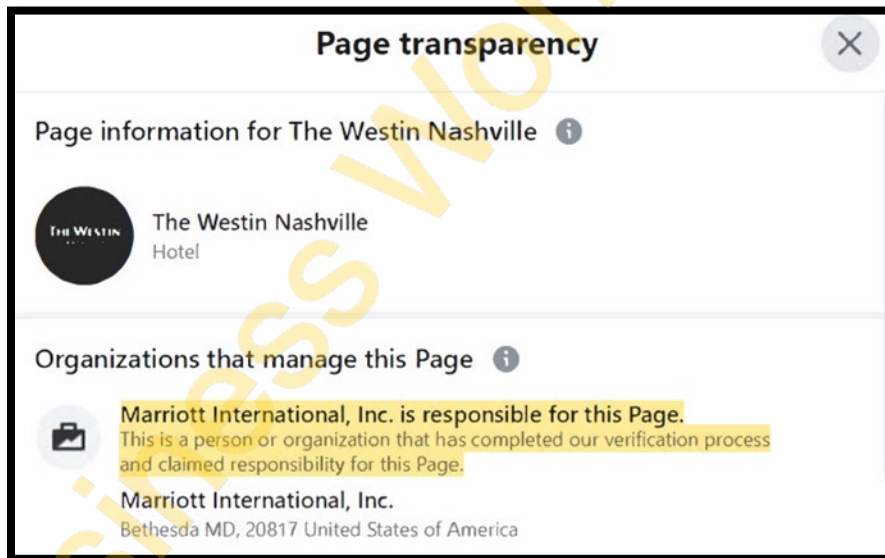 Page transparency
Page information for The Westin Nashville
THE WESTIN
The Westin Nashville
Hotel
Organizations that manage this Page
Marriott International, Inc. is responsible for this Page.
This is a person or organization that has completed our verification process
and claimed responsibility for this Page.
Marriott International, Inc.
Bethesda MD, 20817 United States of America